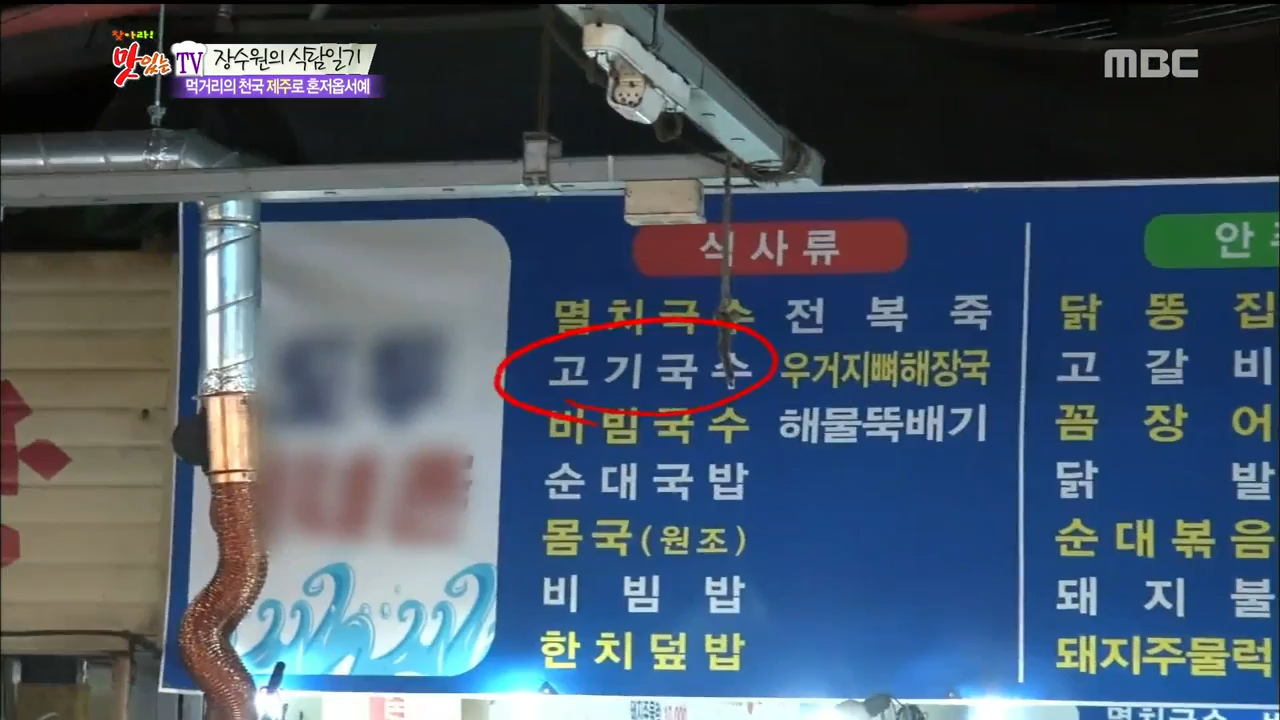 찾아라!
맛있는 TV
장수원의 식탐일기
먹거리의 천국 제주로 혼저옵서예
MBC
식사류
멸치국수 전복죽
고기국수 우거지뼈해장국
비빔국수 해물뚝배기
순대국밥
몸국(원조)
비빔밥
한치덮밥
안
닭똥집
고갈비
꼼장어
닭발
순대볶음
돼지불
돼지주물럭